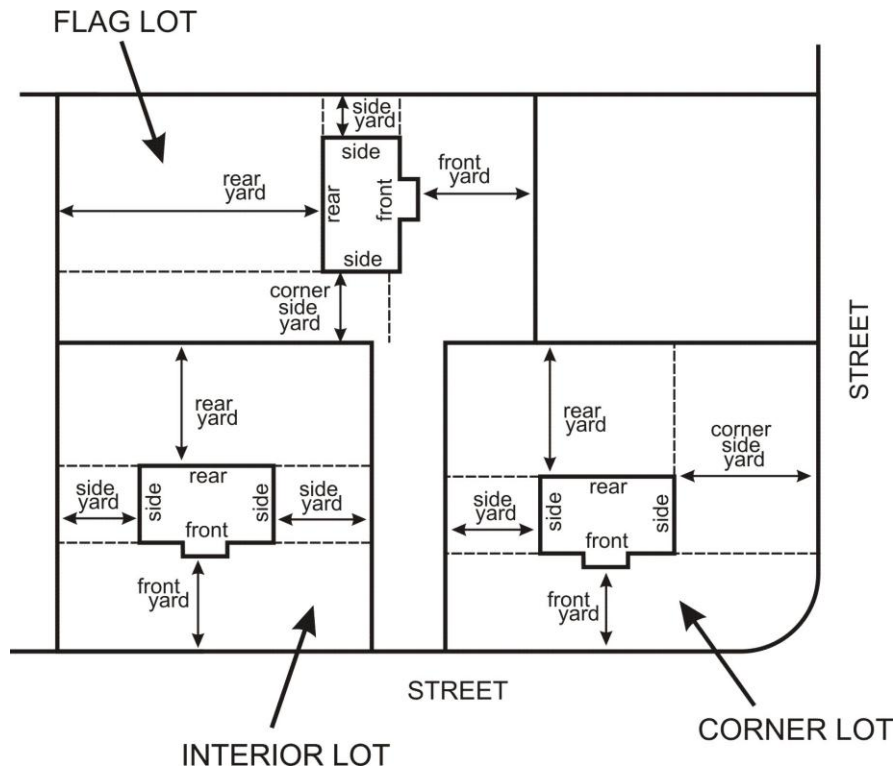 FLAG LOT
side
yard
side
rear
yard
front
yard
rear
front
side
corner
side
yard
STREET
rear
yard
rear
yard
corner
side
yard
rear
side
yard
side
side
side
yard
front
front
yard
rear
side
yard
side
side
front
front
yard
STREET
INTERIOR LOT
CORNER LOT